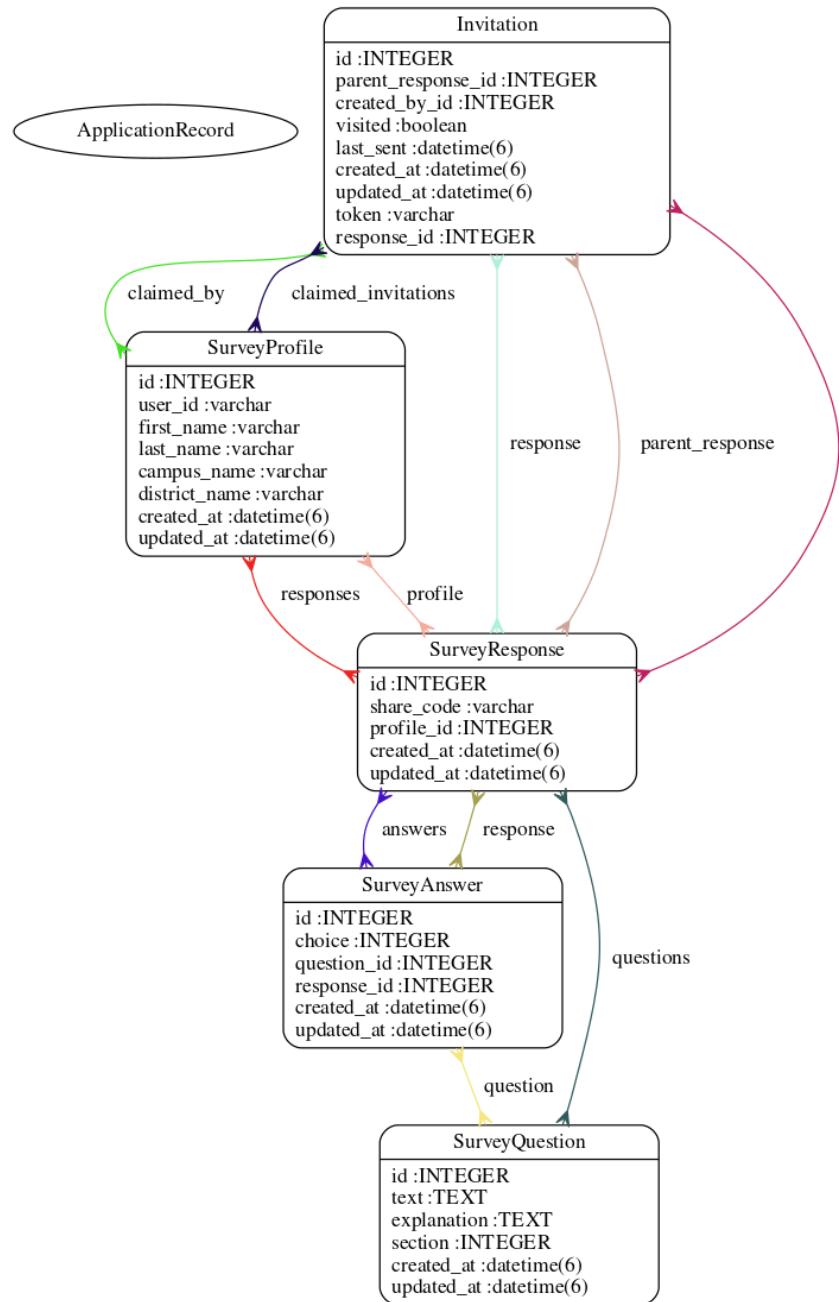 Invitation
id :INTEGER
parent_response_id :INTEGER
created_by_id :INTEGER
visited :boolean
last_sent :datetime(6)
created_at :datetime(6)
updated_at :datetime(6)
token :varchar
response_id :INTEGER
ApplicationRecord
claimed_by
claimed_invitations
SurveyProfile
id :INTEGER
user_id :varchar
first_name :varchar
last_name :varchar
campus_name :varchar
district_name :varchar
created_at :datetime(6)
updated_at :datetime(6)
response
parent_response
responses
profile
SurveyResponse
id :INTEGER
share_code :varchar
profile_id :INTEGER
created_at :datetime(6)
updated_at :datetime(6)
answers
response
SurveyAnswer
id :INTEGER
choice :INTEGER
question_id :INTEGER
response_id :INTEGER
created_at :datetime(6)
updated_at :datetime(6)
questions
question
SurveyQuestion
id :INTEGER
text :TEXT
explanation :TEXT
section :INTEGER
created_at :datetime(6)
updated_at :datetime(6)